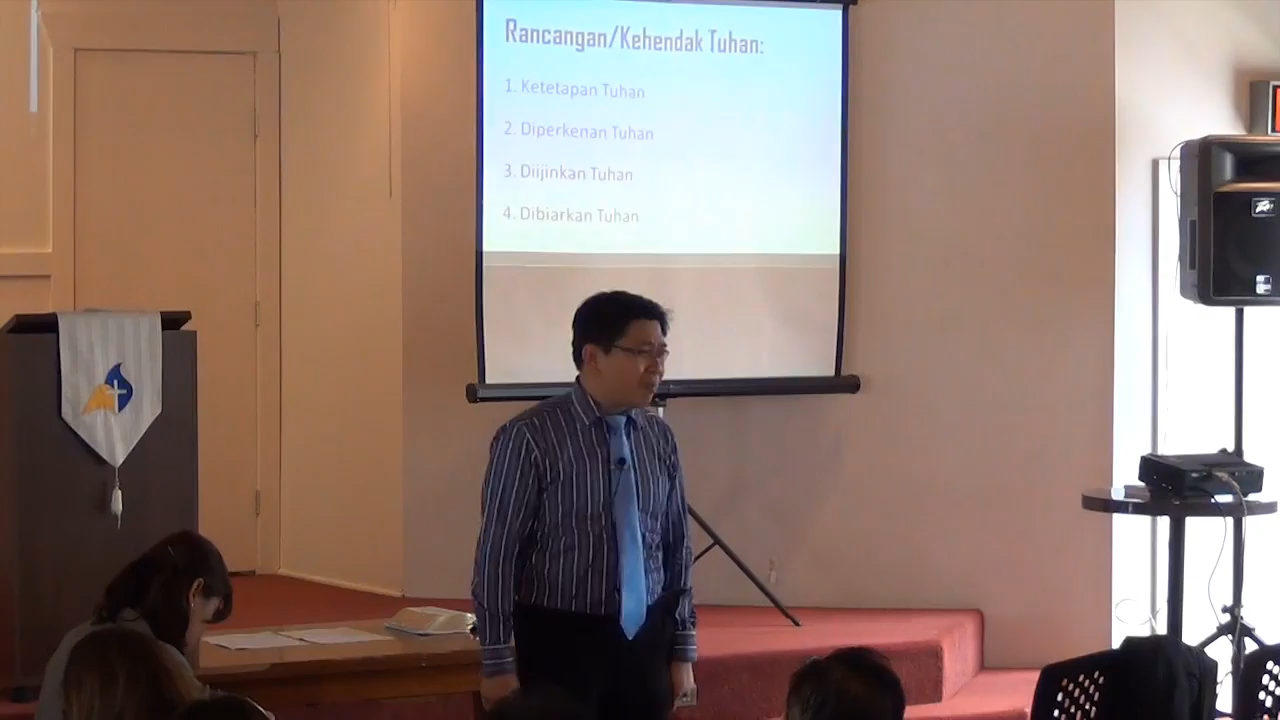 Rancangan/Kehendak Tuhan:
1. Ketetapan Tuhan
2. Diperkenan Tuhan
3. Diijinkan Tuhan
4. Dibiarkan Tuhan